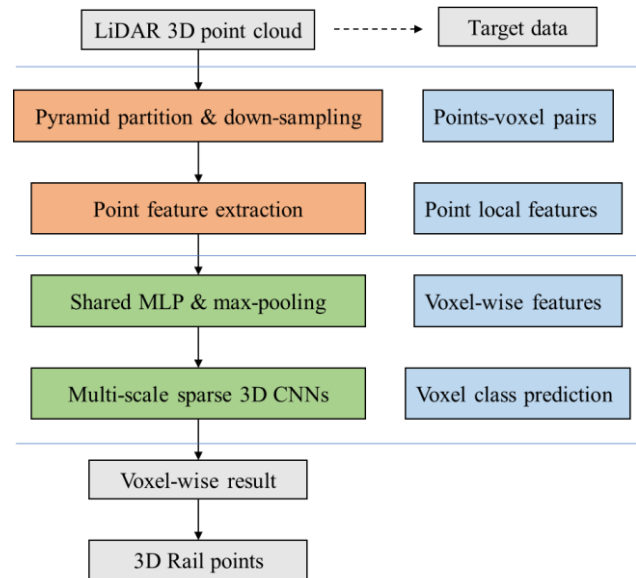 LiDAR 3D point cloud
Target data
Pyramid partition & down-sampling
Points-voxel pairs
Point feature extraction
Point local features
Shared MLP & max-pooling
Voxel-wise features
Multi-scale sparse 3D CNNs
Voxel class prediction
Voxel-wise result
3D Rail points